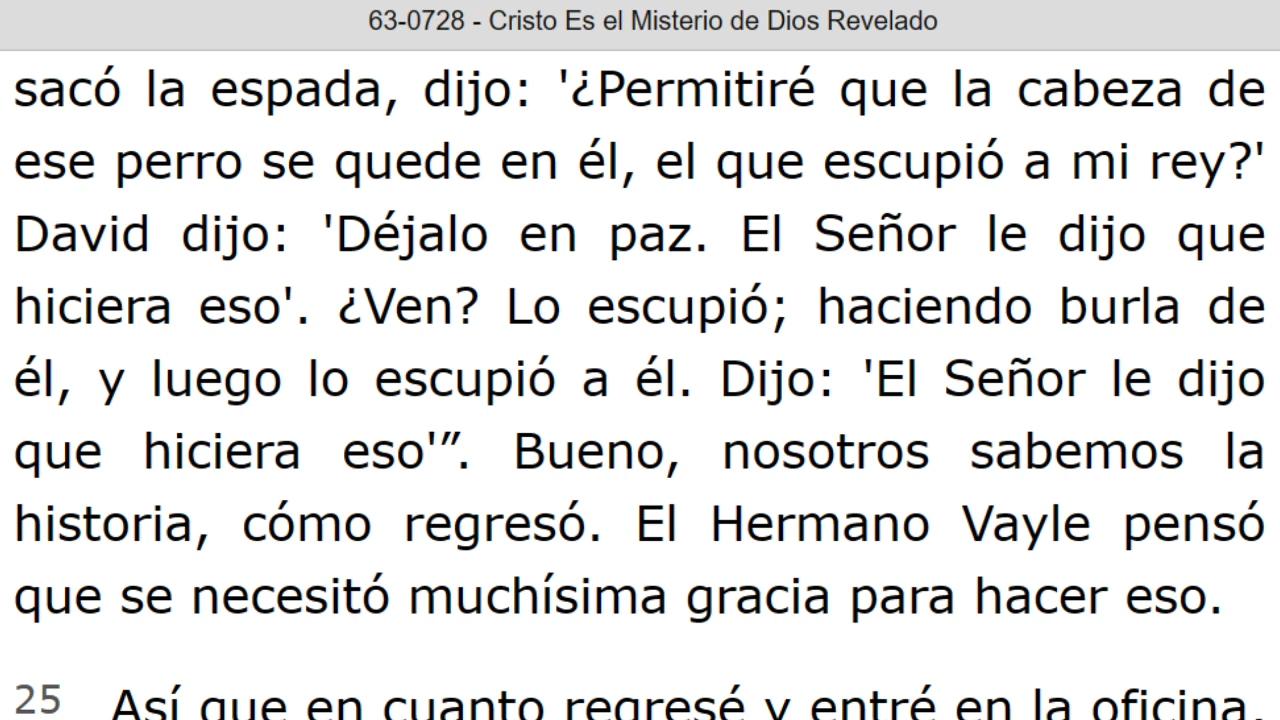 63-0728 - Cristo Es el Misterio de Dios Revelado
sacó la espada, dijo: '¿Permitiré que la cabeza de
ese perro se quede en él, el que escupió a mi rey?'
David dijo: 'Déjalo en paz. El Señor le dijo que
hiciera eso'. ¿Ven? Lo escupió; haciendo burla de
él, y luego lo escupió a él. Dijo: 'El Señor le dijo
que hiciera eso'”. Bueno, nosotros sabemos la
historia, cómo regresó. El Hermano Vayle pensó
que se necesitó muchísima gracia para hacer eso.
25 Así que en cuanto regresé y entré en la oficina,